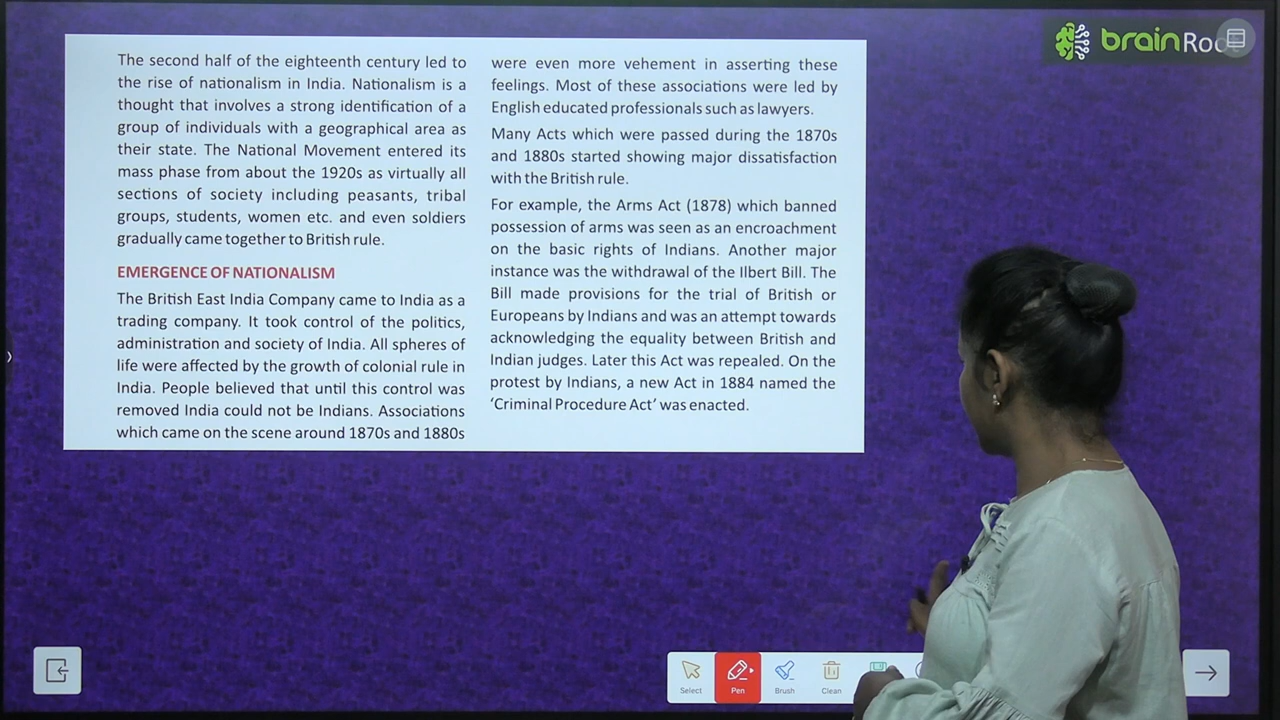 The second half of the eighteenth century led to
the rise of nationalism in India. Nationalism is a
thought that involves a strong identification of a
group of individuals with a geographical area as
their state. The National Movement entered its
mass phase from about the 1920s as virtually all
sections of society including peasants, tribal
groups, students, women etc. and even soldiers
gradually came together to British rule.
EMERGENCE OF NATIONALISM
The British East India Company came to India as a
trading company. It took control of the politics,
administration and society of India. All spheres of
life were affected by the growth of colonial rule in
India. People believed that until this control was
removed India could not be Indians. Associations
which came on the scene around 1870s and 1880s
were even more vehement in asserting these
feelings. Most of these associations were led by
English educated professionals such as lawyers.
Many Acts which were passed during the 1870s
and 1880s started showing major dissatisfaction
with the British rule.
For example, the Arms Act (1878) which banned
possession of arms was seen as an encroachment
on the basic rights of Indians. Another major
instance was the withdrawal of the Ilbert Bill. The
Bill made provisions for the trial of British or
Europeans by Indians and was an attempt towards
acknowledging the equality between British and
Indian judges. Later this Act was repealed. On the
protest by Indians, a new Act in 1884 named the
‘Criminal Procedure Act’ was enacted.
brain
Select Pen Brush Clean